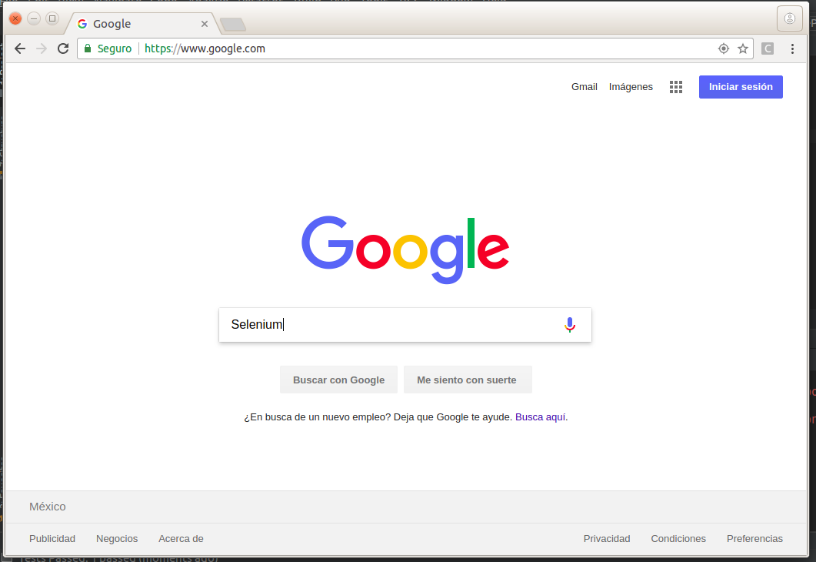 Google
Seguro https://www.google.com
Gmail Imágenes Iniciar sesión
Google
Selenium
Buscar con Google Me siento con suerte
¿En busca de un nuevo empleo? Deja que Google te ayude. Busca aquí.
México
Publicidad Negocios Acerca de Privacidad Condiciones Preferencias